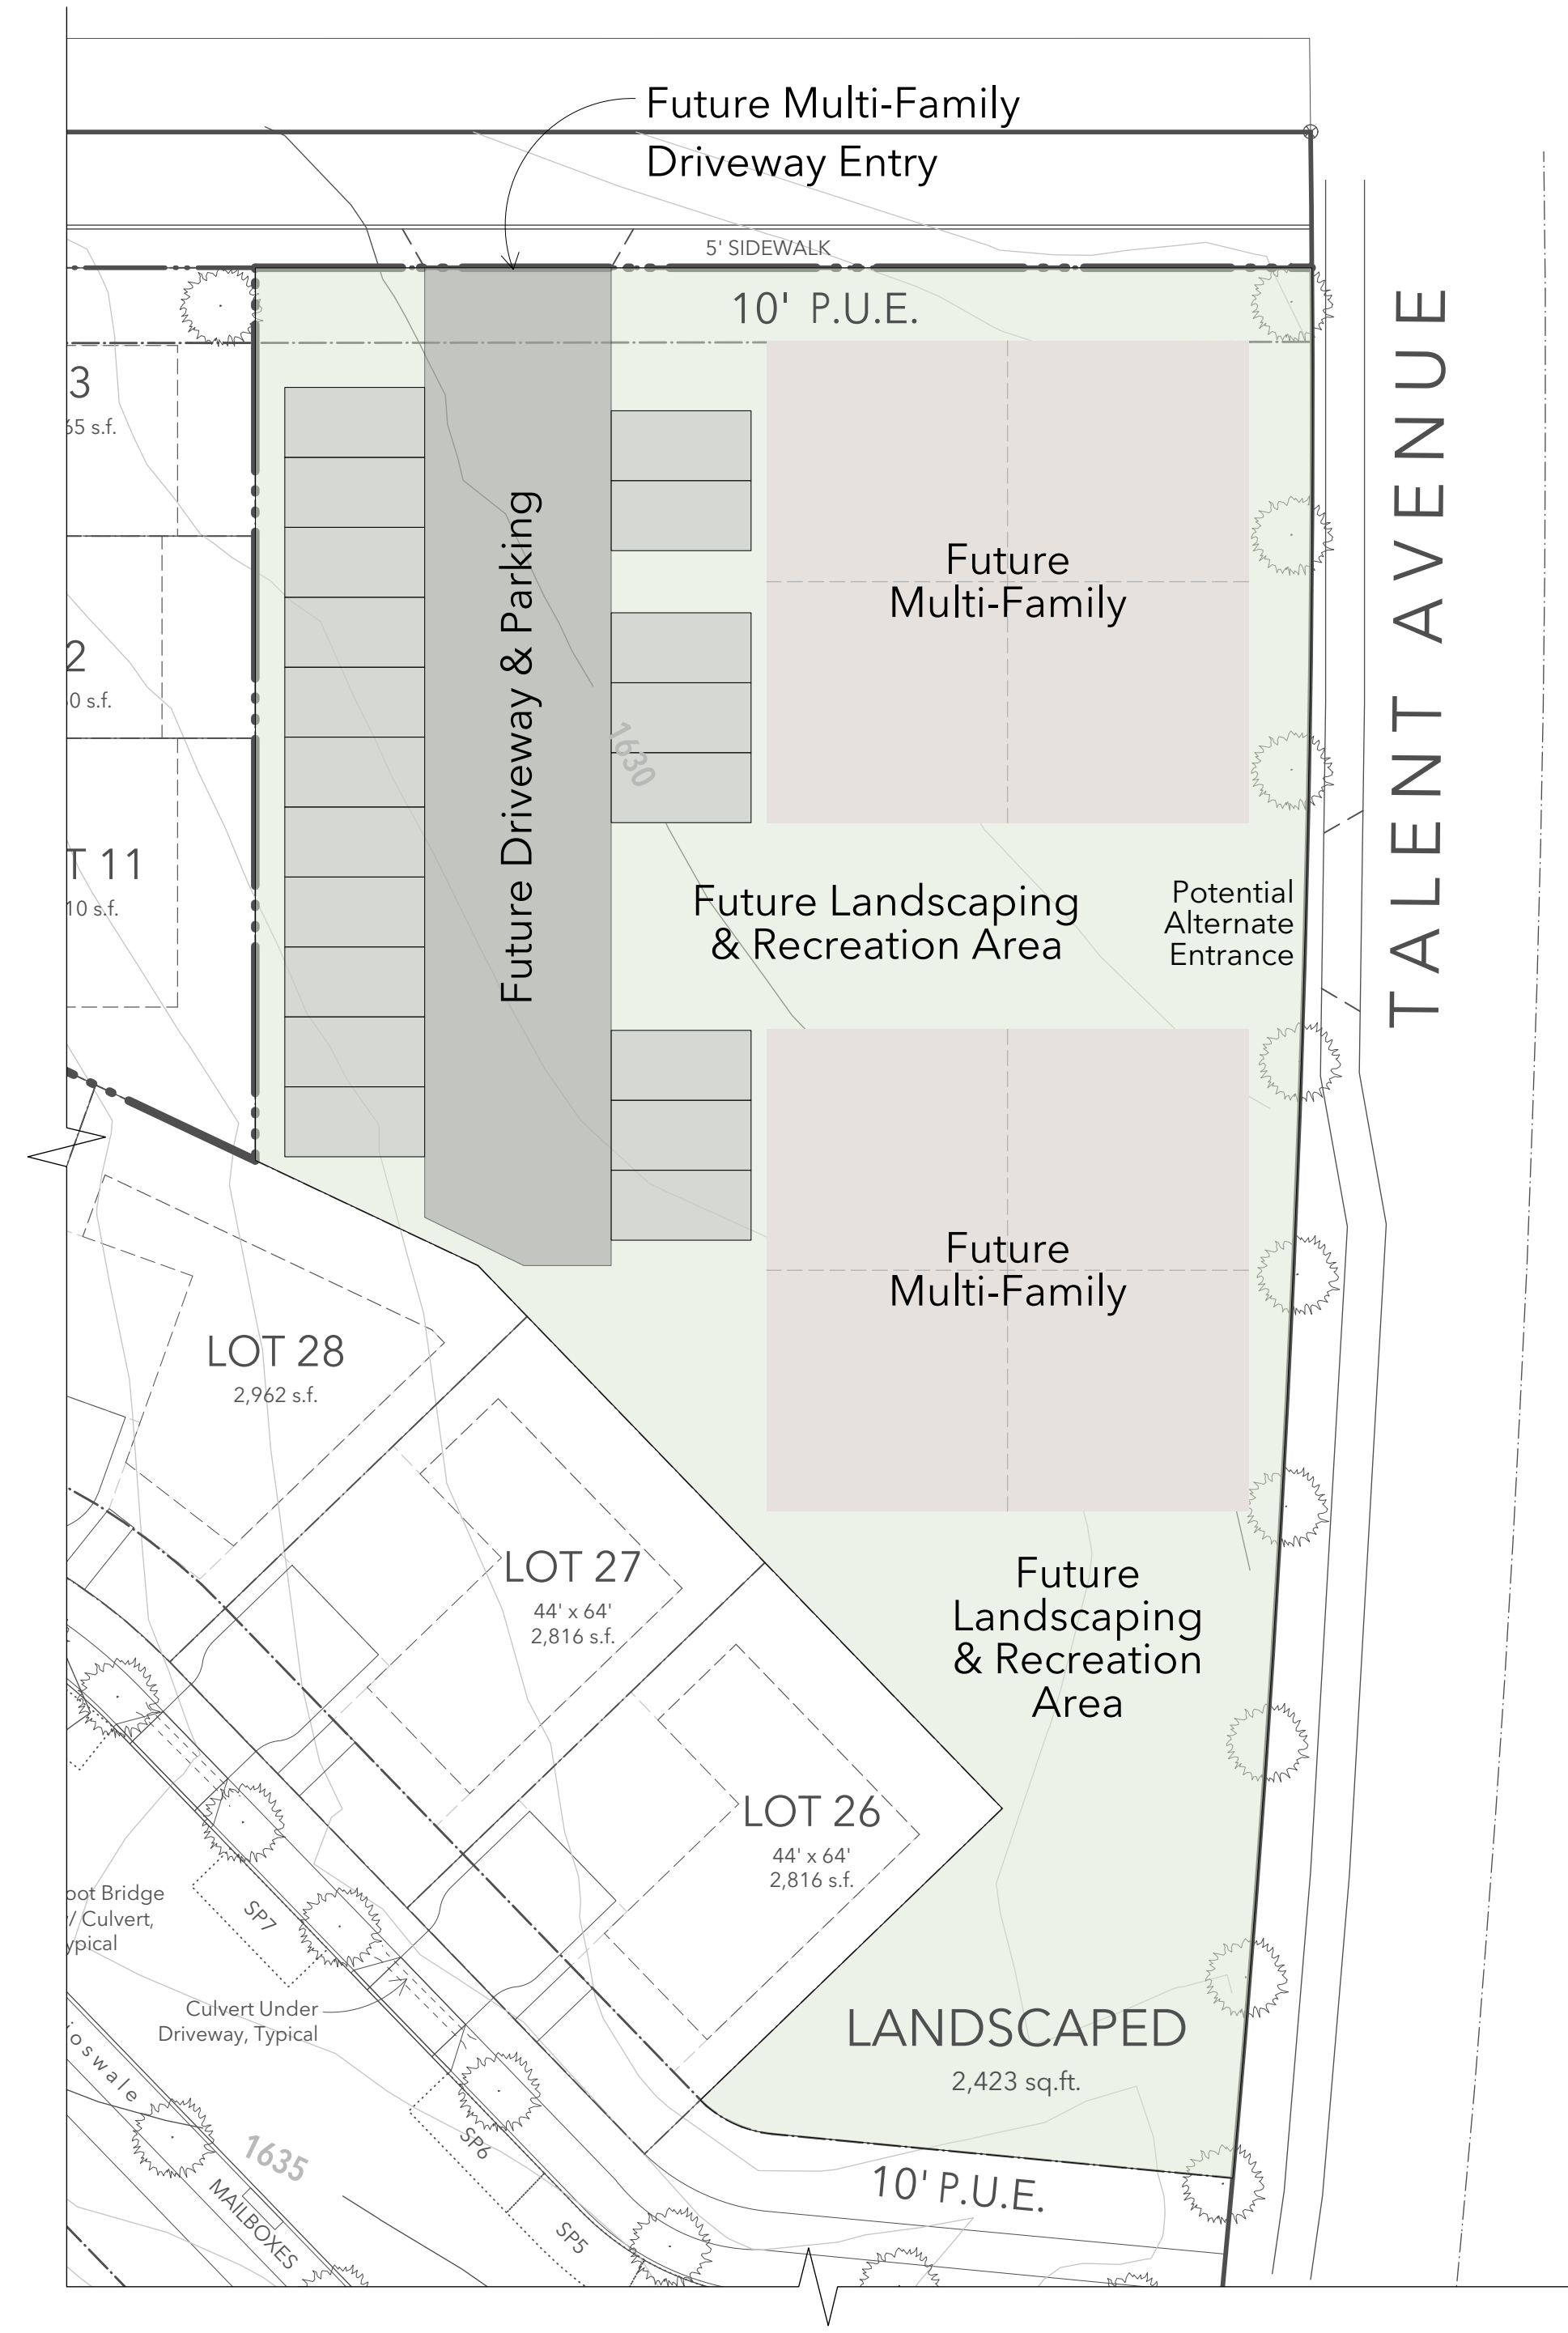 Future Multi-Family
Driveway Entry
5' SIDEWALK
10' P.U.E.
3
65 s.f.
2
0 s.f.
T 11
10 s.f.
Future Driveway & Parking
1630
Future
Multi-Family
Future Landscaping
& Recreation Area
Potential
Alternate
Entrance
TALENT AVENUE
Future
Multi-Family
LOT 28
2,962 s.f.
LOT 27
44' x 64'
2,816 s.f.
Future
Landscaping
& Recreation
Area
LOT 26
44' x 64'
2,816 s.f.
oot Bridge
/ Culvert,
ypical
SP7
Culvert Under
Driveway, Typical
LANDSCAPED
2,423 sq.ft.
oswale
SP6
1635
MAILBOXES
SP5
10' P.U.E.